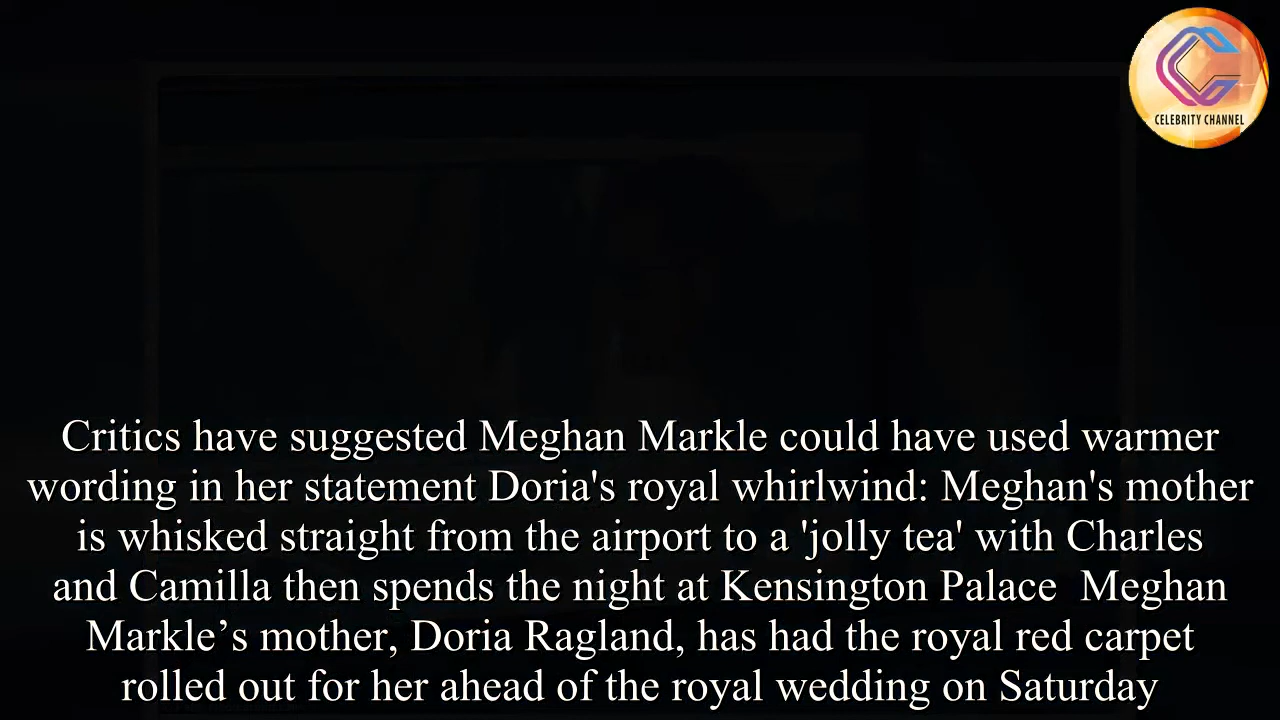 CELEBRITY CHANNEL
Critics have suggested Meghan Markle could have used warmer
wording in her statement Doria's royal whirlwind: Meghan's mother
is whisked straight from the airport to a 'jolly tea' with Charles
and Camilla then spends the night at Kensington Palace  Meghan
Markle’s mother, Doria Ragland, has had the royal red carpet
rolled out for her ahead of the royal wedding on Saturday